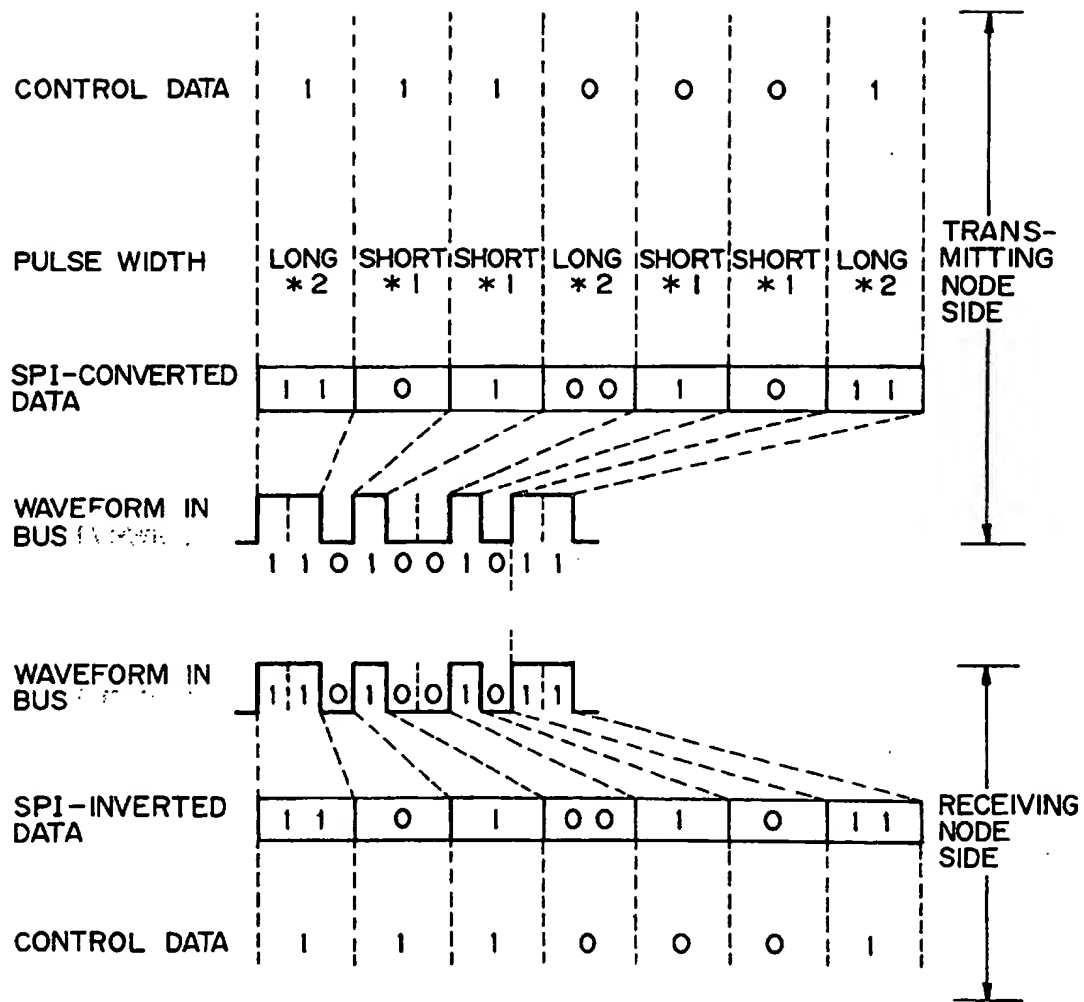 CONTROL DATA 1 1 1 0 0 0 1
PULSE WIDTH LONG SHORT SHORT LONG SHORT SHORT LONG
*2 *1 *1 *2 *1 *1 *2
TRANS-
MITTING
NODE
SIDE
SPI-CONVERTED
DATA
1 1 0 1 0 0 1 0 1 1
WAVEFORM IN
BUS
1 1 0 1 0 0 1 0 1 1
WAVEFORM IN
BUS
1 1 0 1 0 0 1 0 1 1
SPI-INVERTED
DATA
1 1 0 1 0 0 1 0 1 1
RECEIVING
NODE
SIDE
CONTROL DATA 1 1 1 0 0 0 1